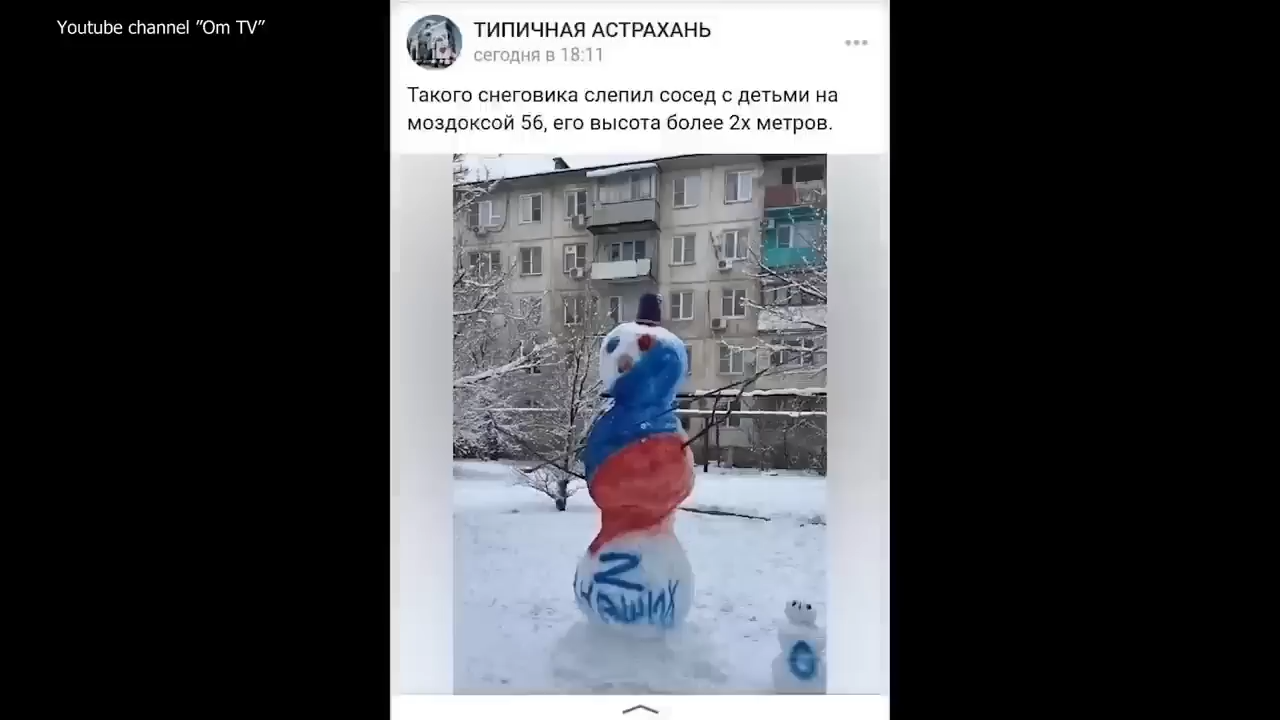 Youtube channel "Om TV"
ТИПИЧНАЯ АСТРАХАНЬ
сегодня в 18:11
Такого снеговика слепил сосед с детьми на
моздоксой 56, его высота более 2х метров.
Z
Наших
O